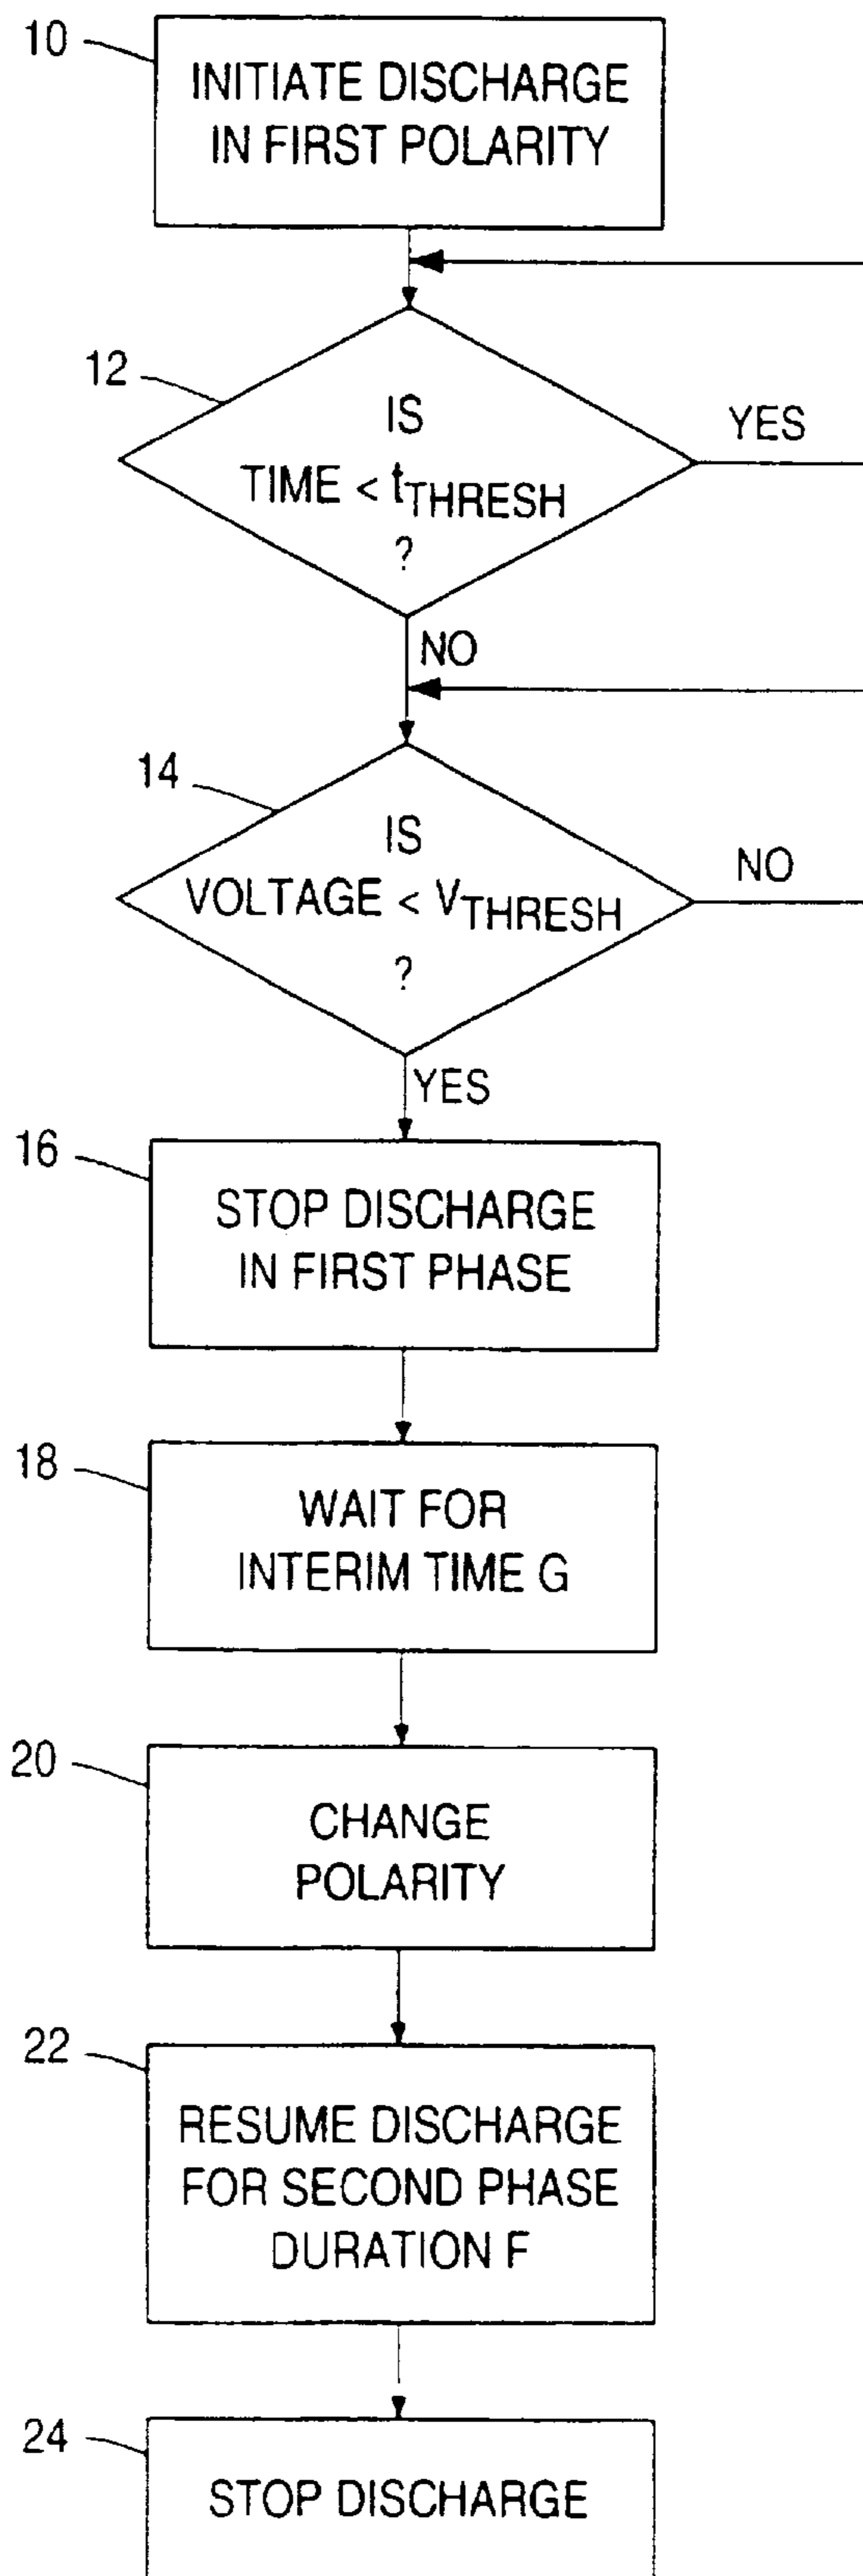 10
INITIATE DISCHARGE
IN FIRST POLARITY
12
IS
TIME < tTHRESH
?
YES
NO
14
IS
VOLTAGE < VTHRESH
?
NO
YES
16
STOP DISCHARGE
IN FIRST PHASE
18
WAIT FOR
INTERIM TIME G
20
CHANGE
POLARITY
22
RESUME DISCHARGE
FOR SECOND PHASE
DURATION F
24
STOP DISCHARGE